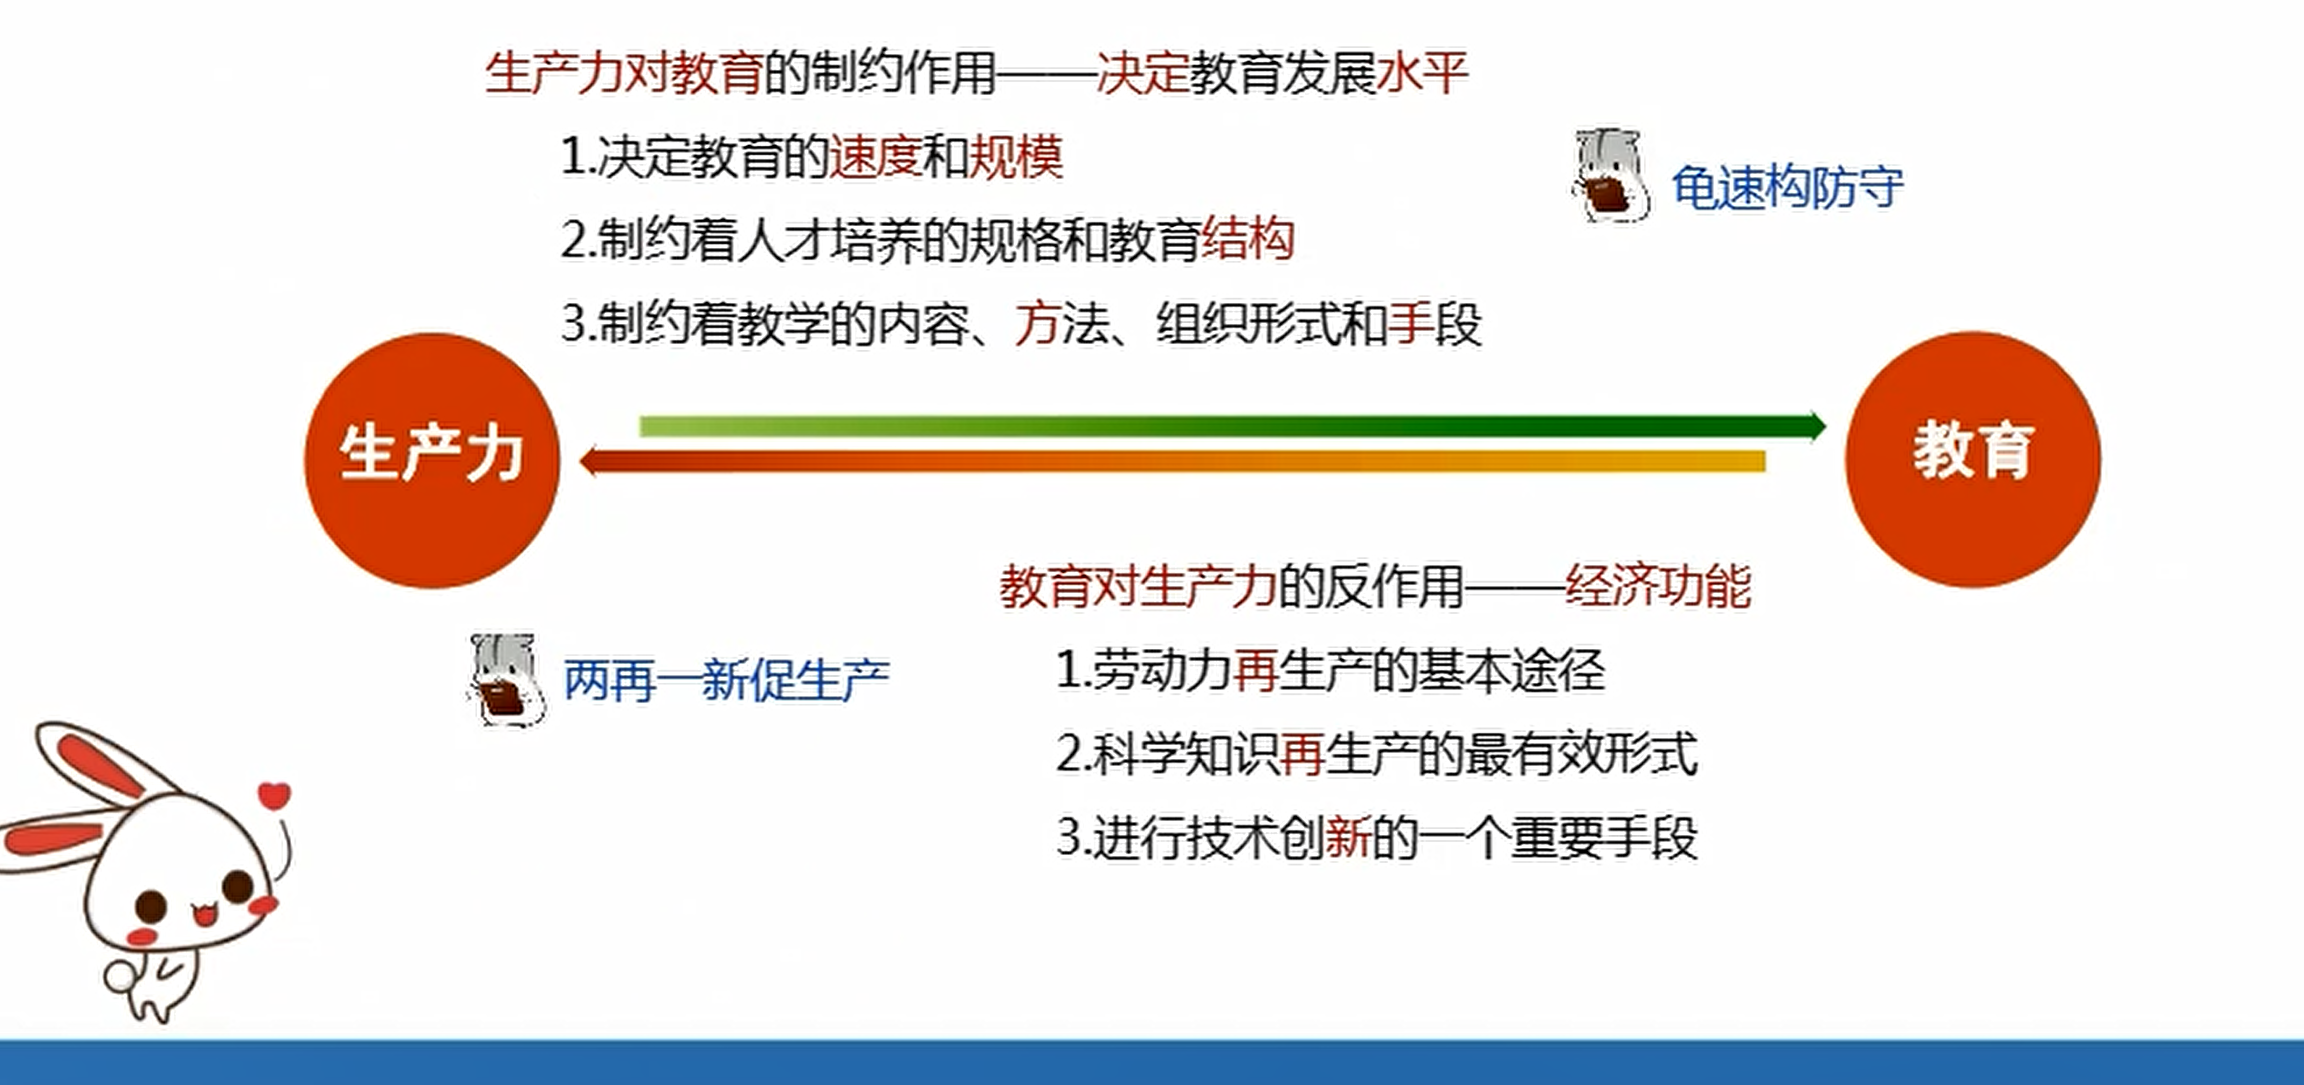 生产力对教育的制约作用——决定教育发展水平
1.决定教育的速度和规模
2.制约着人才培养的规格和教育结构
3.制约着教学的内容、方法、组织形式和手段
龟速构防守
生产力
教育
教育对生产力的反作用——经济功能
1.劳动力再生产的基本途径
2.科学知识再生产的最有效形式
3.进行技术创新的一个重要手段
两再一新促生产